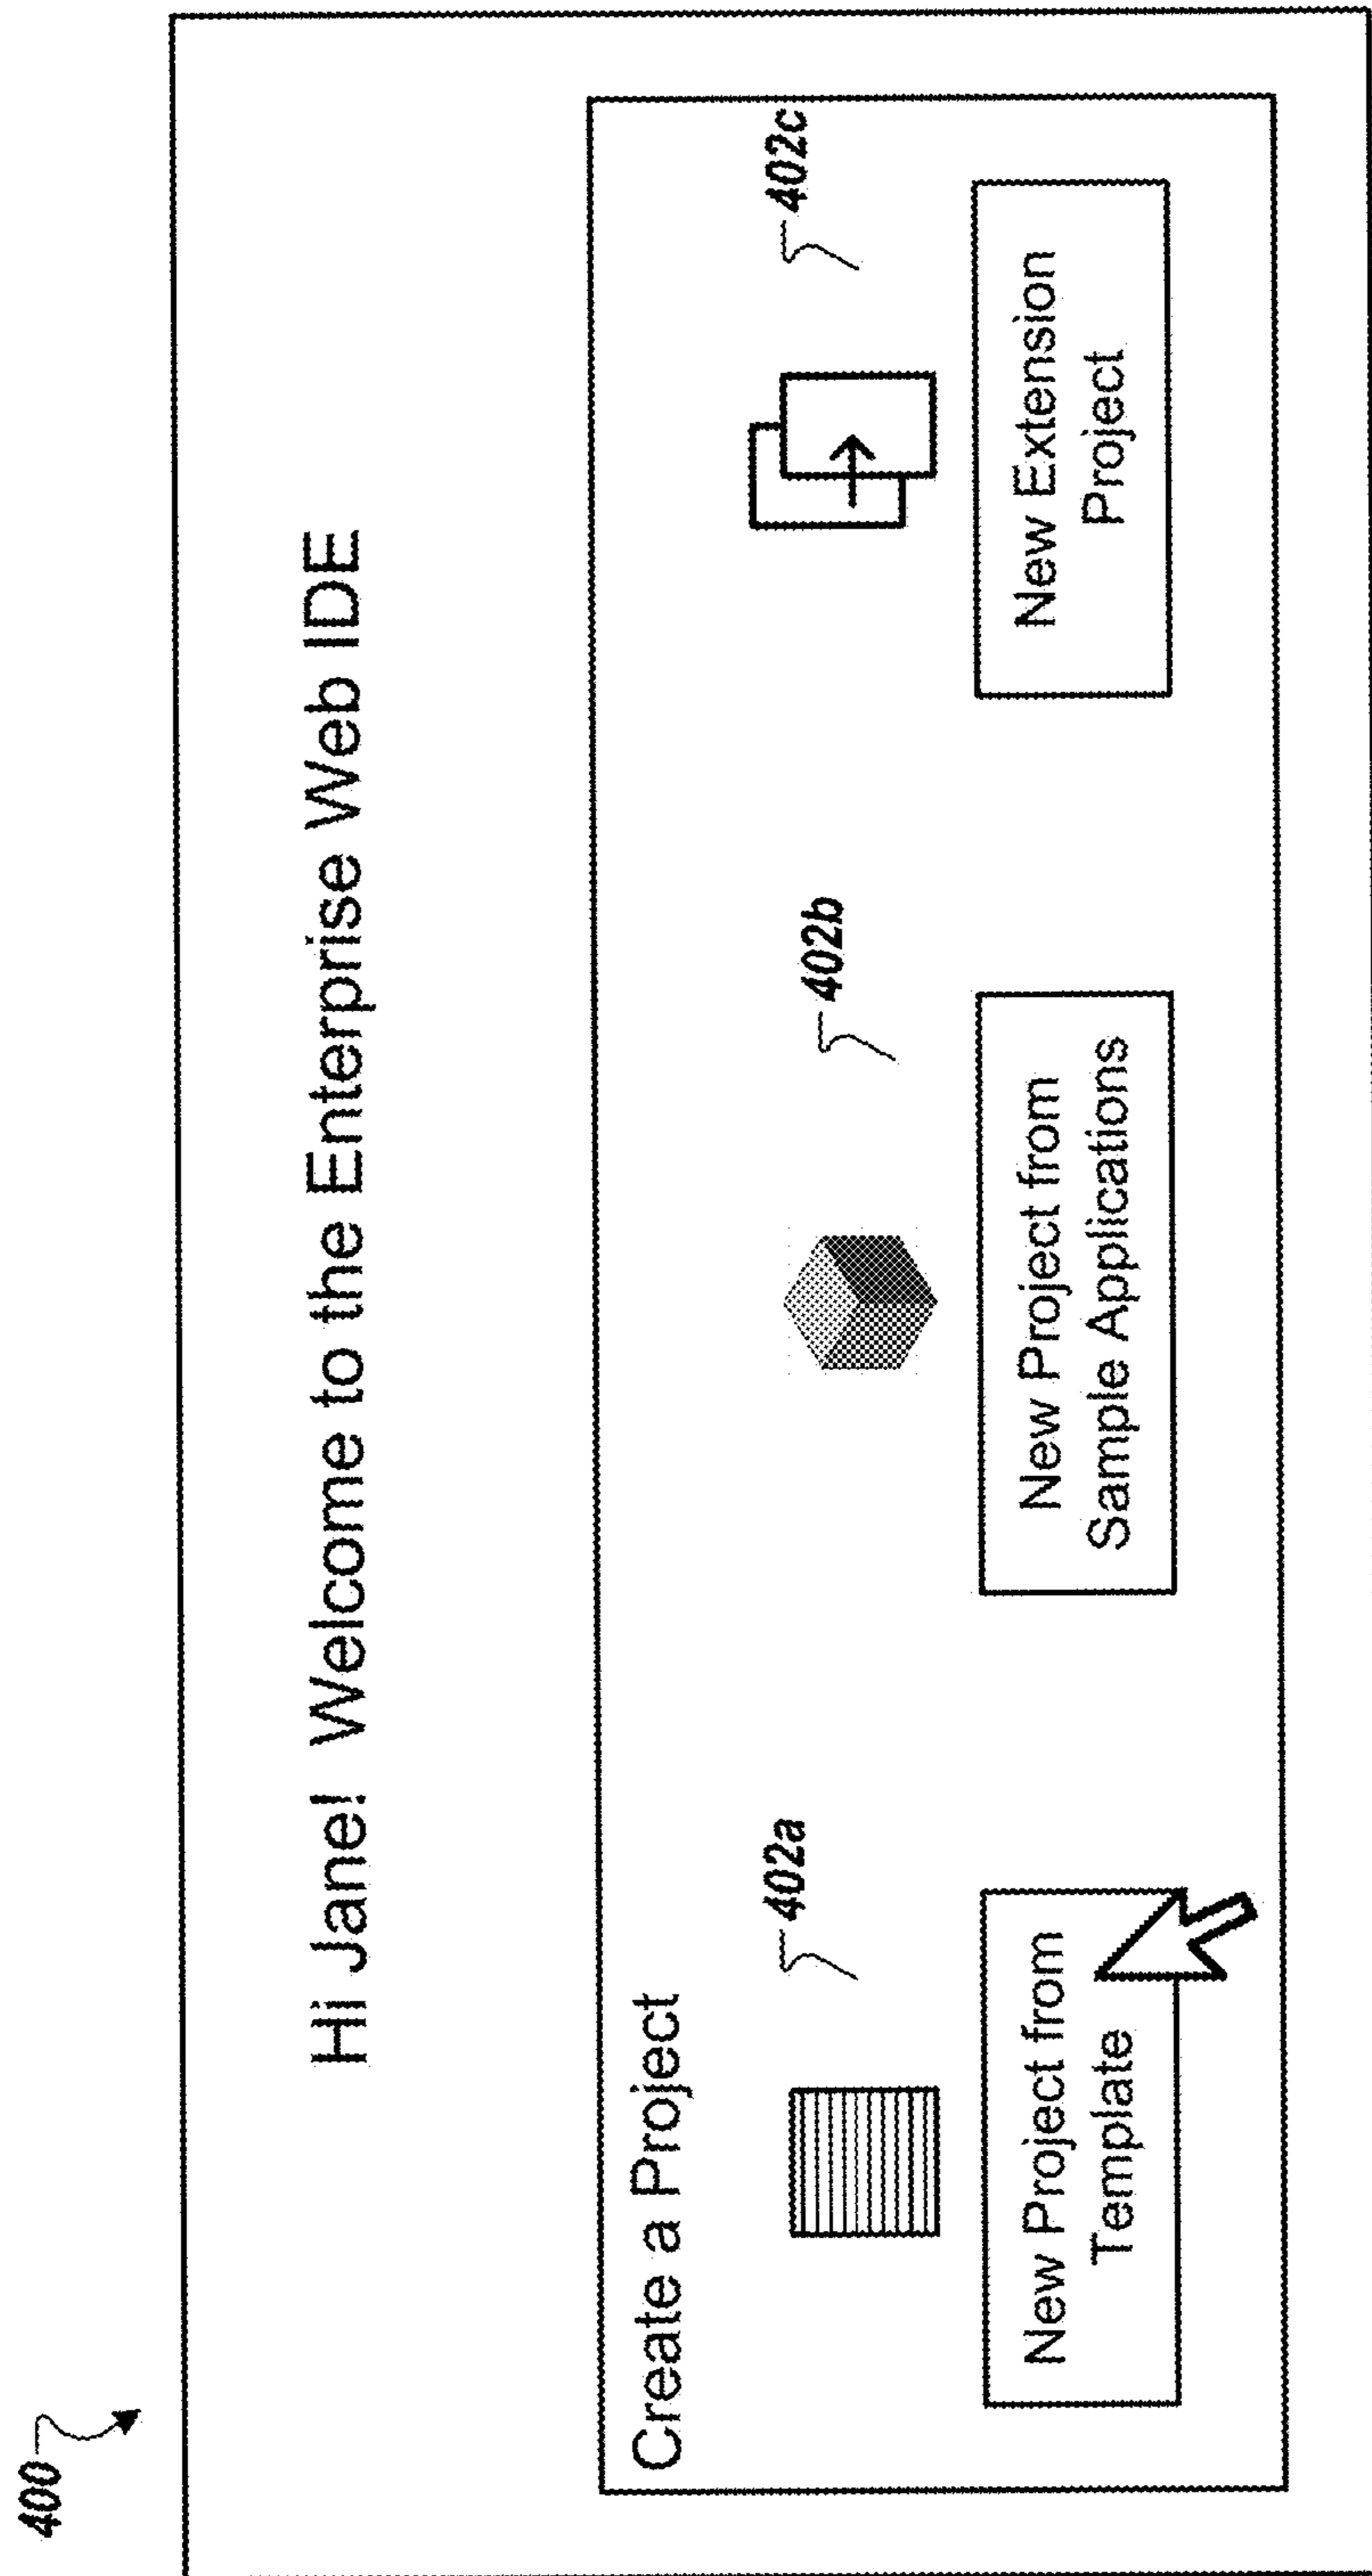 400
Hi Jane!  Welcome to the Enterprise Web IDE
Create a Project
402a
402b
402c
New Project from
Template
New Project from
Sample Applications
New Extension
Project